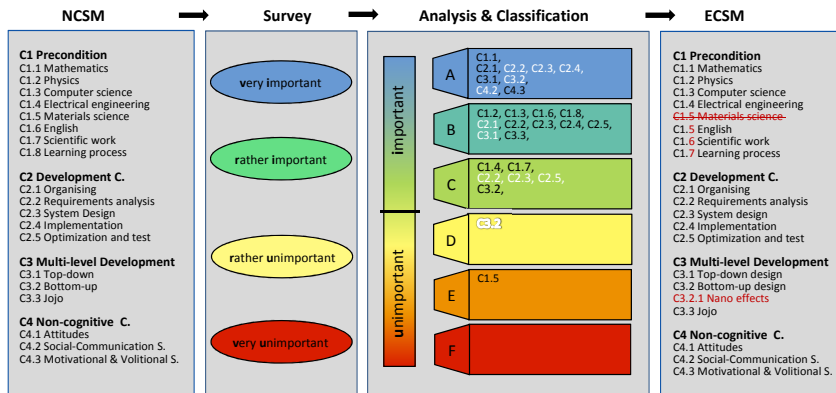 NCSM
Survey
Analysis & Classification
ECSM
C1 Precondition
C1.1 Mathematics
C1.2 Physics
C1.3 Computer science
C1.4 Electrical engineering
C1.5 Materials science
C1.6 English
C1.7 Scientific work
C1.8 Learning process
C2 Development C.
C2.1 Organising
C2.2 Requirements analysis
C2.3 System Design
C2.4 Implementation
C2.5 Optimization and test
C3 Multi-level Development
C3.1 Top-down
C3.2 Bottom-up
C3.3 Jojo
C4 Non-cognitive C.
C4.1 Attitudes
C4.2 Social-Communication S.
C4.3 Motivational & Volitional S.
very important
rather important
rather unimportant
very unimportant
important
unimportant
A
C1.1,
C2.1, C2.2, C2.3, C2.4,
C3.1, C3.2,
C4.2, C4.3
B
C1.2, C1.3, C1.6, C1.8,
C2.1, C2.2, C2.3, C2.4, C2.5,
C3.1, C3.3,
C
C1.4, C1.7,
C2.2, C2.3, C2.5,
C3.2,
D
C3.2
E
C1.5
F
C1 Precondition
C1.1 Mathematics
C1.2 Physics
C1.3 Computer science
C1.4 Electrical engineering
C1.5 Materials science
C1.5 English
C1.6 Scientific work
C1.7 Learning process
C2 Development C.
C2.1 Organising
C2.2 Requirements analysis
C2.3 System design
C2.4 Implementation
C2.5 Optimization and test
C3 Multi-level Development
C3.1 Top-down design
C3.2 Bottom-up design
C3.2.1 Nano effects
C3.3 Jojo
C4 Non-cognitive C.
C4.1 Attitudes
C4.2 Social-Communication S.
C4.3 Motivational & Volitional S.